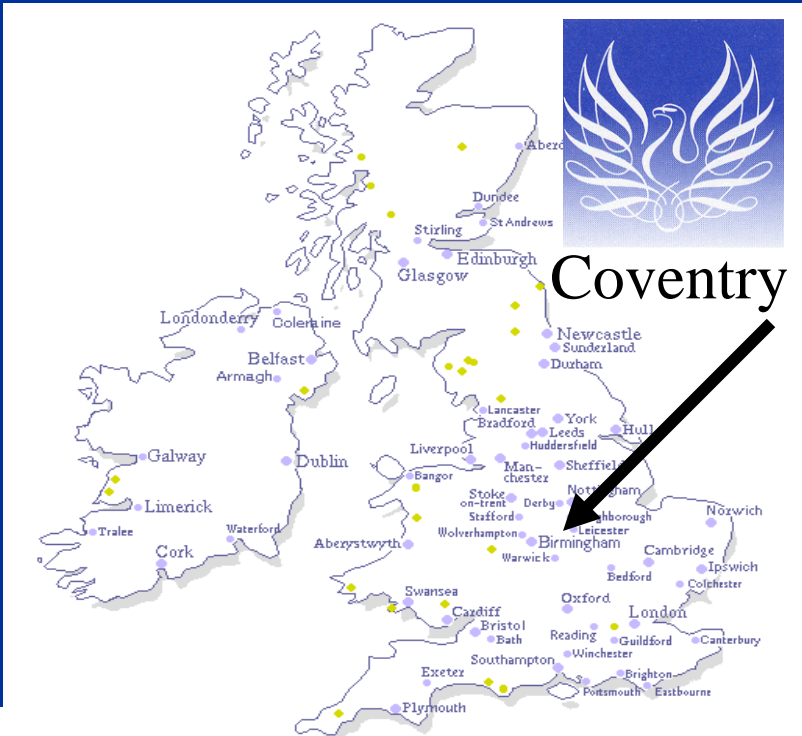 Aberd
Dundee
St Andrews
Stirling
Edinburgh
Glasgow
Coventry
Londonderry
Coleraine
Newcastle
Sunderland
Belfast
Durham
Armagh
Lancaster
York
Bradford
Leeds
Hull
Huddersfield
Galway
Dublin
Liverpool
Man-
chester
Sheffield
Bangor
Stoke
on-trent
Nottingham
Derby
Limerick
Stafford
ghborough
Norwich
Tralee
Waterford
Wolverhampton
Leicester
Aberystwyth
Birmingham
Cork
Warwick
Cambridge
Ipswich
Bedford
Colchester
Swansea
Oxford
Cardiff
London
Bristol
Bath
Reading
Guildford
Canterbury
Winchester
Southampton
Exeter
Brighton
Portsmouth
Eastbourne
Plymouth